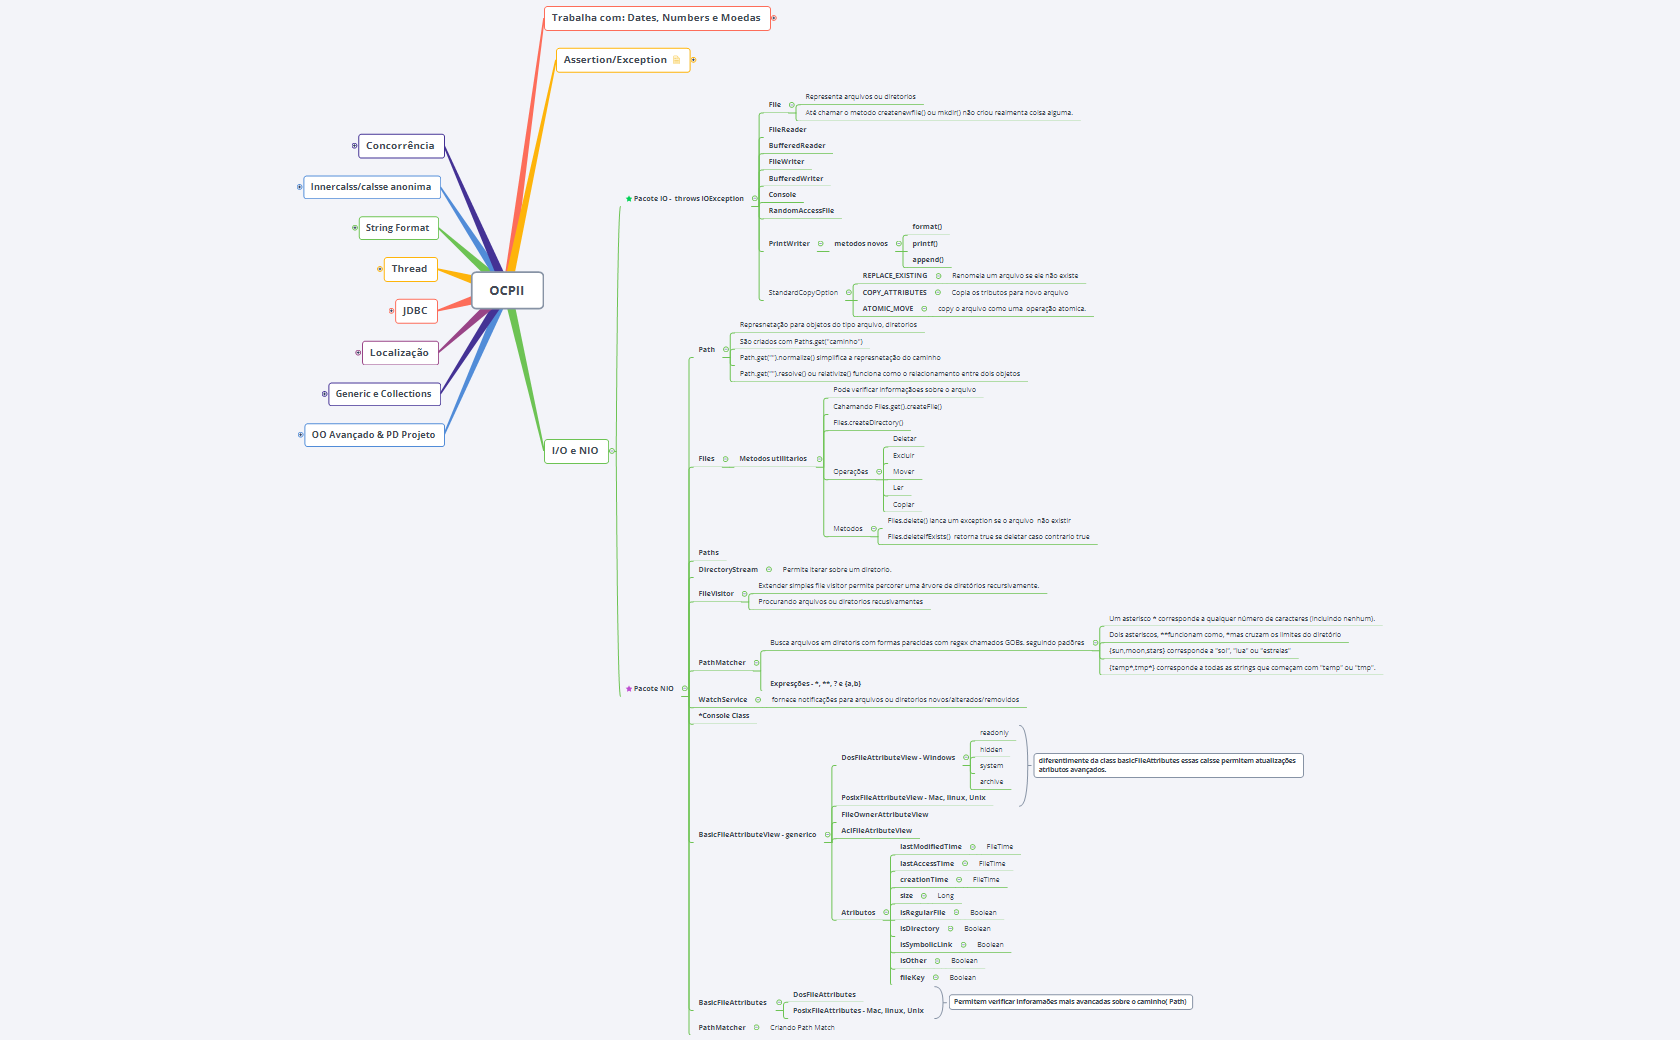 Trabalha com: Dates, Numbers e Moedas
Assertion/Exception
Concorrência
Innercalss/calsse anonima
String Format
Thread
JDBC
Localização
Generic e Collections
OO Avançado & PD Projeto
OCPII
I/O e NIO
Pacote IO - throws IOException
File
Representa arquivos ou diretorios
Até chamar o metodo createnewfile() ou mkdir() não criou realmenta coisa alguma.
FileReader
BufferedReader
FileWriter
BufferedWriter
Console
RandomAccessFile
PrintWriter
metodos novos
format()
printf()
append()
StandardCopyOption
REPLACE_EXISTING
Renomeia um arquivo se ele não existe
COPY_ATTRIBUTES
Copia os tributos para novo arquivo
ATOMIC_MOVE
copy o arquivo como uma operação atomica.
Pacote NIO
Path
Represnetação para objetos do tipo arquivo, diretorios
São criados com Paths.get("caminho")
Path.get("").normalize() simplifica a represnetação do caminho
Path.get("").resolve() ou relativize() funciona como o relacionamento entre dois objetos
Files
Metodos utilitarios
Pode verificar informaçãoes sobre o arquivo
Cahamando Files.get().createFile()
Files.createDirectory()
Operações
Deletar
Excluir
Mover
Ler
Copiar
Metodos
Files.delete() lanca um exception se o arquivo não existir
Files.deleteIfExists() retorna true se deletar caso contrario true
Paths
DirectoryStream
Permite iterar sobre um diretorio.
FileVisitor
Extender simples file visitor permite percorer uma árvore de diretórios recursivamente.
Procurando arquivos ou diretorios recusivamentes
PathMatcher
Busca arquivos em diretoris com formas parecidas com regex chamados GOBs. seguindo padõres
Um asterisco * corresponde a qualquer número de caracteres (incluindo nenhum).
Dois asteriscos, **funcionam como, *mas cruzam os limites do diretório
{sun,moon,stars} corresponde a "sol", "lua" ou "estrelas"
{temp*,tmp*} corresponde a todas as strings que começam com "temp" ou "tmp".
Expresções - *, **, ? e {a,b}
WatchService
fornece notificações para arquivos ou diretorios novos/alterados/removidos
*Console Class
BasicFileAttributeView - generico
DosFileAttributeView - Windows
readonly
hidden
system
archive
PosixFileAttributeView - Mac, linux, Unix
diferentimente da class basicFileAttributes essas calsse permitem atualizações
atributos avançados.
FileOwnerAttributeView
AclFileAtributeView
Atributos
lastModifiedTime
FileTime
lastAccessTime
FileTime
creationTime
FileTime
size
Long
isRegularFile
Boolean
isDirectory
Boolean
isSymbolicLink
Boolean
isOther
Boolean
fileKey
Boolean
BasicFileAttributes
DosFileAttributes
PosixFileAttributes - Mac, linux, Unix
Permitem verificar inforamações mais avancadas sobre o caminho( Path)
PathMatcher
Criando Path Match